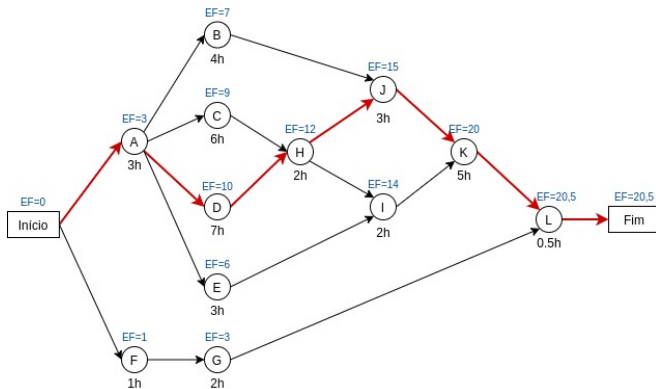 EF=7
B
4h
EF=15
J
3h
EF=9
C
6h
EF=3
A
3h
EF=12
H
2h
EF=20
K
5h
EF=0
Início
EF=10
D
7h
EF=14
I
2h
EF=20,5
L
0.5h
EF=20,5
Fim
EF=6
E
3h
EF=1
F
1h
EF=3
G
2h